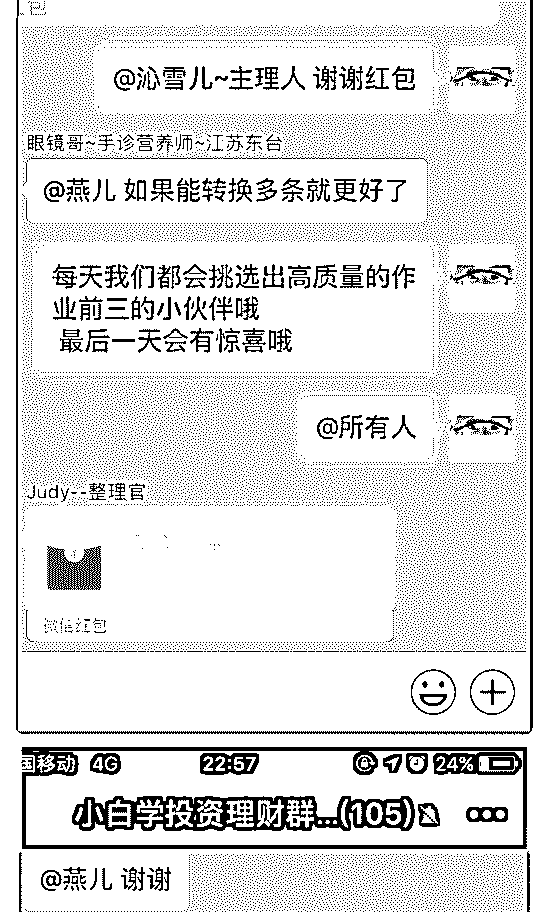 包
@沁雪儿~主理人 谢谢红包
眼镜哥~手诊营养师~江苏东台
@燕儿 如果能转换多条就更好了
每天我们都会挑选出高质量的作
业前三的小伙伴哦
最后一天会有惊喜哦
@所有人
Judy--整理官
微信红包
国移动 4G 22:57 24%
小白学投资理财群...(105)
@燕儿 谢谢